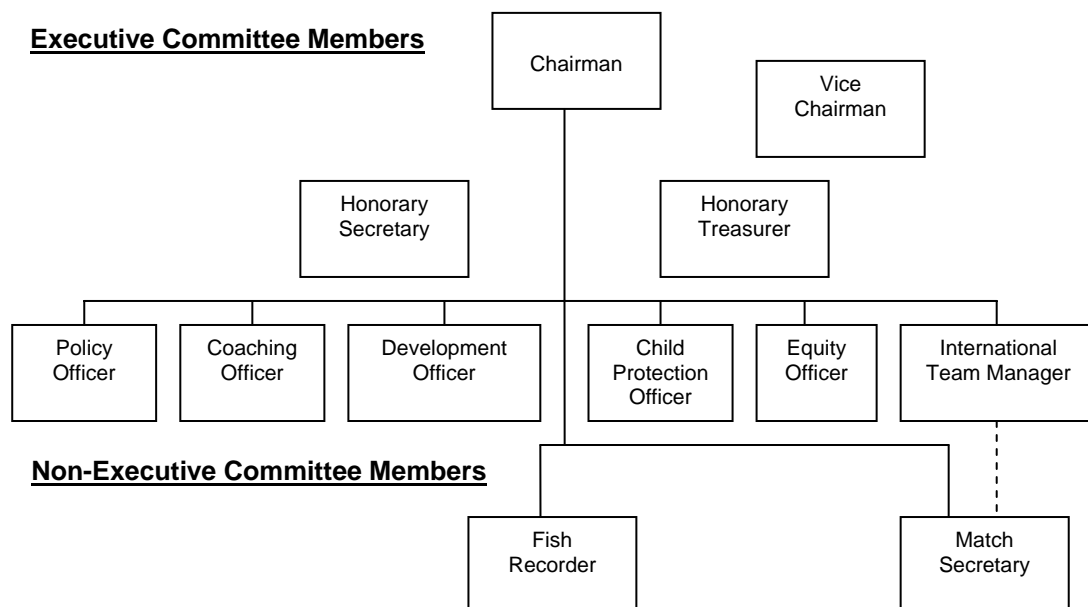 Executive Committee Members
Chairman
Vice
Chairman
Honorary
Secretary
Honorary
Treasurer
Policy
Officer
Coaching
Officer
Development
Officer
Child
Protection
Officer
Equity
Officer
International
Team Manager
Non-Executive Committee Members
Fish
Recorder
Match
Secretary